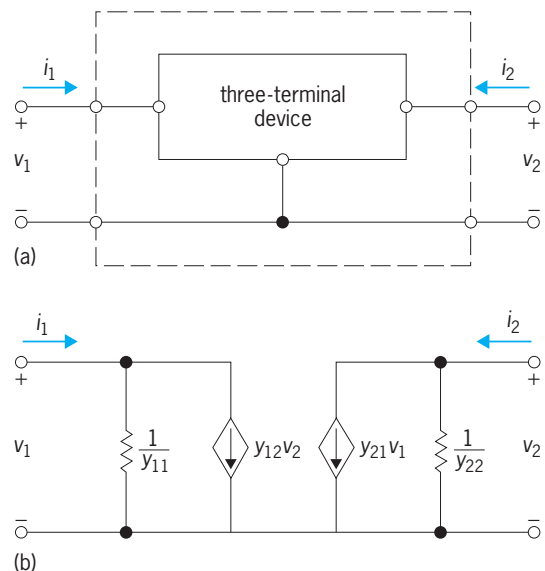 i₁ i₂
three-terminal
device
+ +
v₁ v₂
− −
(a)
i₁ i₂
+ +
v₁ 1/y₁₁ y₁₂v₂ y₂₁v₁ 1/y₂₂ v₂
− −
(b)